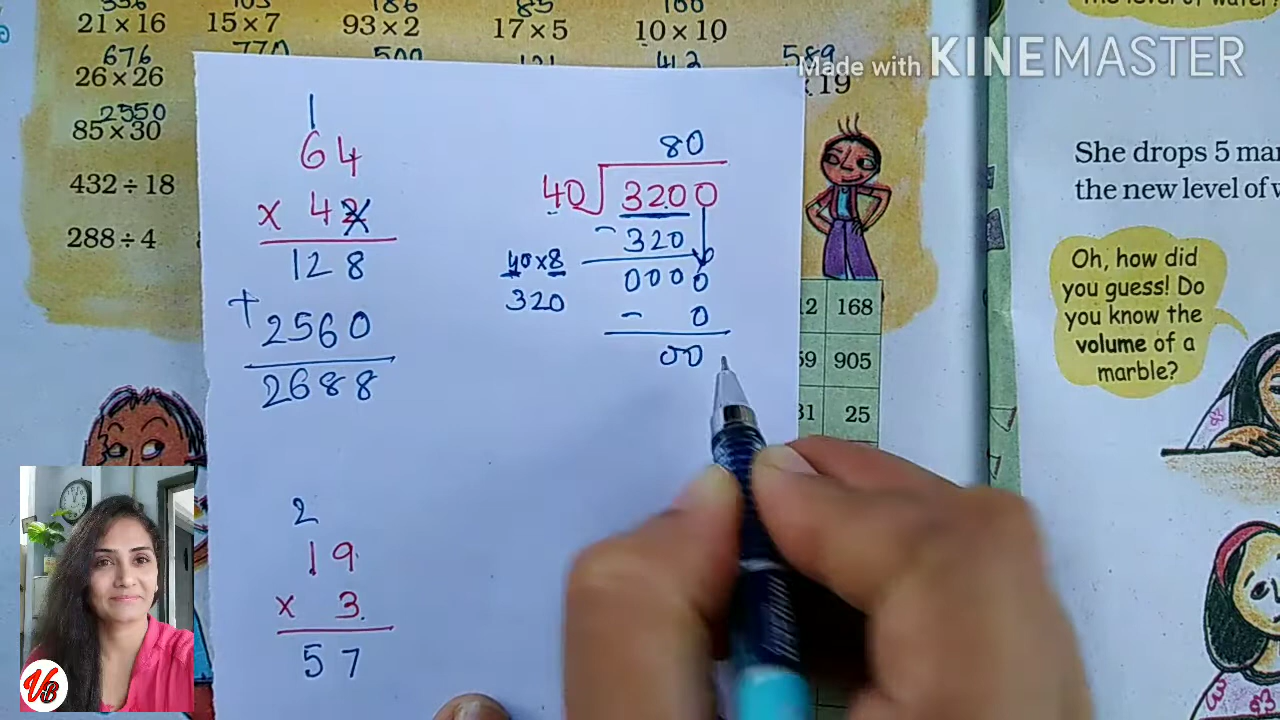 21 × 16
15 × 7
93 × 2
17 × 5
10 × 10
676
26 × 26
2550
85 × 30
432 ÷ 18
288 ÷ 4
589
Made with KINEMASTER
1
64
× 42
128
+
2560
2688
80
40 3200
- 320
40×8
320
0000
- 0
00
2
19
× 3
57
168
905
25
She drops 5
the new level of
Oh, how did
you guess! Do
you know the
volume of a
marble?
VB